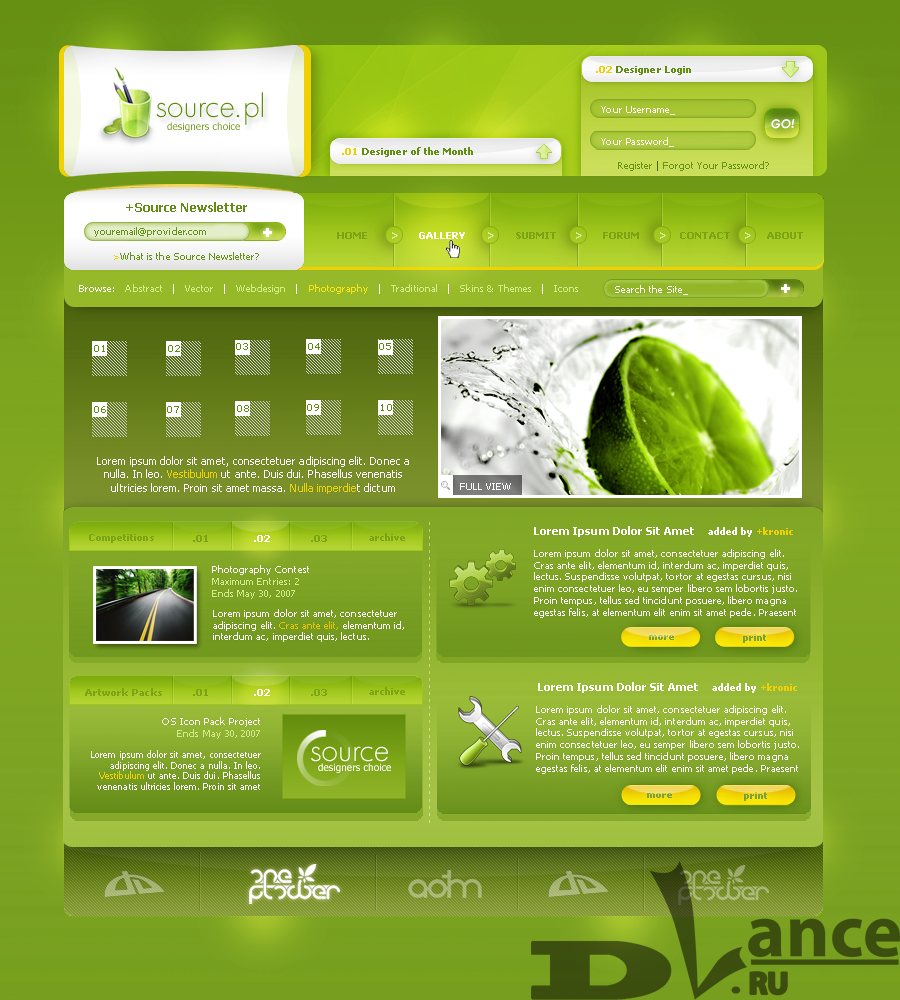 source.pl
designers choice
.02 Designer Login
Your Username_
GO!
Your Password_
Register | Forgot Your Password?
.01 Designer of the Month
+Source Newsletter
youremail@provider.com
>What is the Source Newsletter?
HOME > GALLERY > SUBMIT > FORUM > CONTACT > ABOUT
Browse: Abstract | Vector | Webdesign | Photography | Traditional | Skins & Themes | Icons
Search the Site_
01 02 03 04 05
06 07 08 09 10
Lorem ipsum dolor sit amet, consectetuer adipiscing elit. Donec a
nulla. In leo. Vestibulum ut ante. Duis dui. Phasellus venenatis
ultricies lorem. Proin sit amet massa. Nulla imperdiet dictum
FULL VIEW
Competitions .01 .02 .03 archive
Photography Contest
Maximum Entries: 2
Ends May 30, 2007
Lorem ipsum dolor sit amet, consectetuer
adipiscing elit. Cras ante elit, elementum id,
interdum ac, imperdiet quis, lectus.
Lorem Ipsum Dolor Sit Amet added by +kronic
Lorem ipsum dolor sit amet, consectetuer adipiscing elit.
Cras ante elit, elementum id, interdum ac, imperdiet quis,
lectus. Suspendisse volutpat, tortor at egestas cursus, nisi
enim consectetuer leo, eu semper libero sem lobortis justo.
Proin tempus, tellus sed tincidunt posuere, libero magna
egestas felis, at elementum elit enim sit amet pede. Praesent
more print
Artwork Packs .01 .02 .03 archive
OS Icon Pack Project
Ends May 30, 2007
Lorem ipsum dolor sit amet, consectetuer
adipiscing elit. Donec a nulla. In leo.
Vestibulum ut ante. Duis dui. Phasellus
venenatis ultricies lorem. Proin sit amet
source
designers choice
Lorem Ipsum Dolor Sit Amet added by +kronic
Lorem ipsum dolor sit amet, consectetuer adipiscing elit.
Cras ante elit, elementum id, interdum ac, imperdiet quis,
lectus. Suspendisse volutpat, tortor at egestas cursus, nisi
enim consectetuer leo, eu semper libero sem lobortis justo.
Proin tempus, tellus sed tincidunt posuere, libero magna
egestas felis, at elementum elit enim sit amet pede. Praesent
more print
DLance
.RU